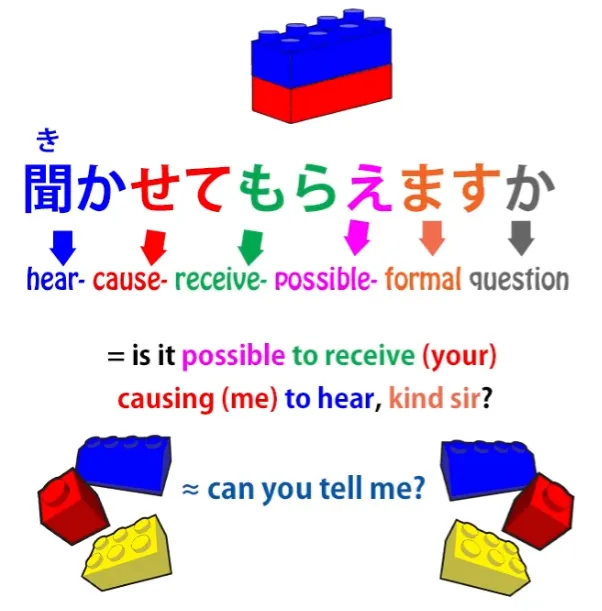 き
聞かせてもらえますか
hear- cause- receive- possible- formal question
= is it possible to receive (your)
causing (me) to hear, kind sir?
≈ can you tell me?